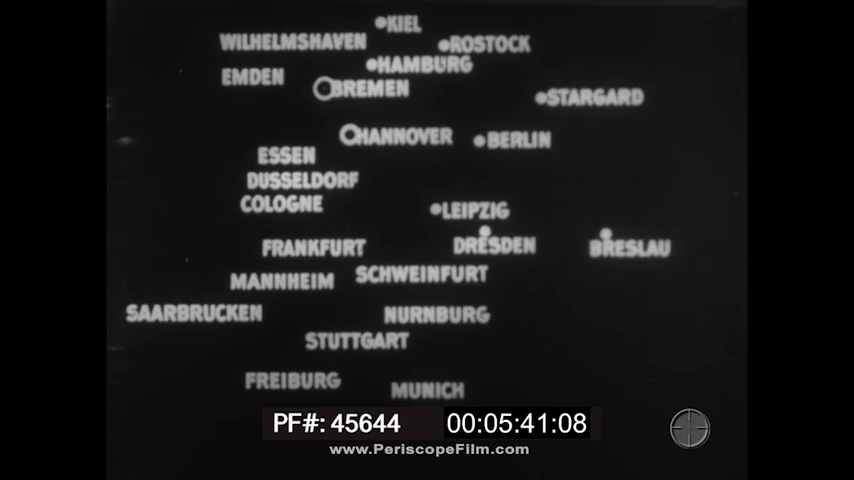 KIEL
WILHELMSHAVEN
ROSTOCK
HAMBURG
EMDEN
BREMEN
STARGARD
HANNOVER
BERLIN
ESSEN
DUSSELDORF
COLOGNE
LEIPZIG
FRANKFURT
DRESDEN
BRESLAU
MANNHEIM
SCHWEINFURT
SAARBRUCKEN
NURNBURG
STUTTGART
FREIBURG
MUNICH
PF#: 45644
00:05:41:08
www.PeriscopeFilm.com